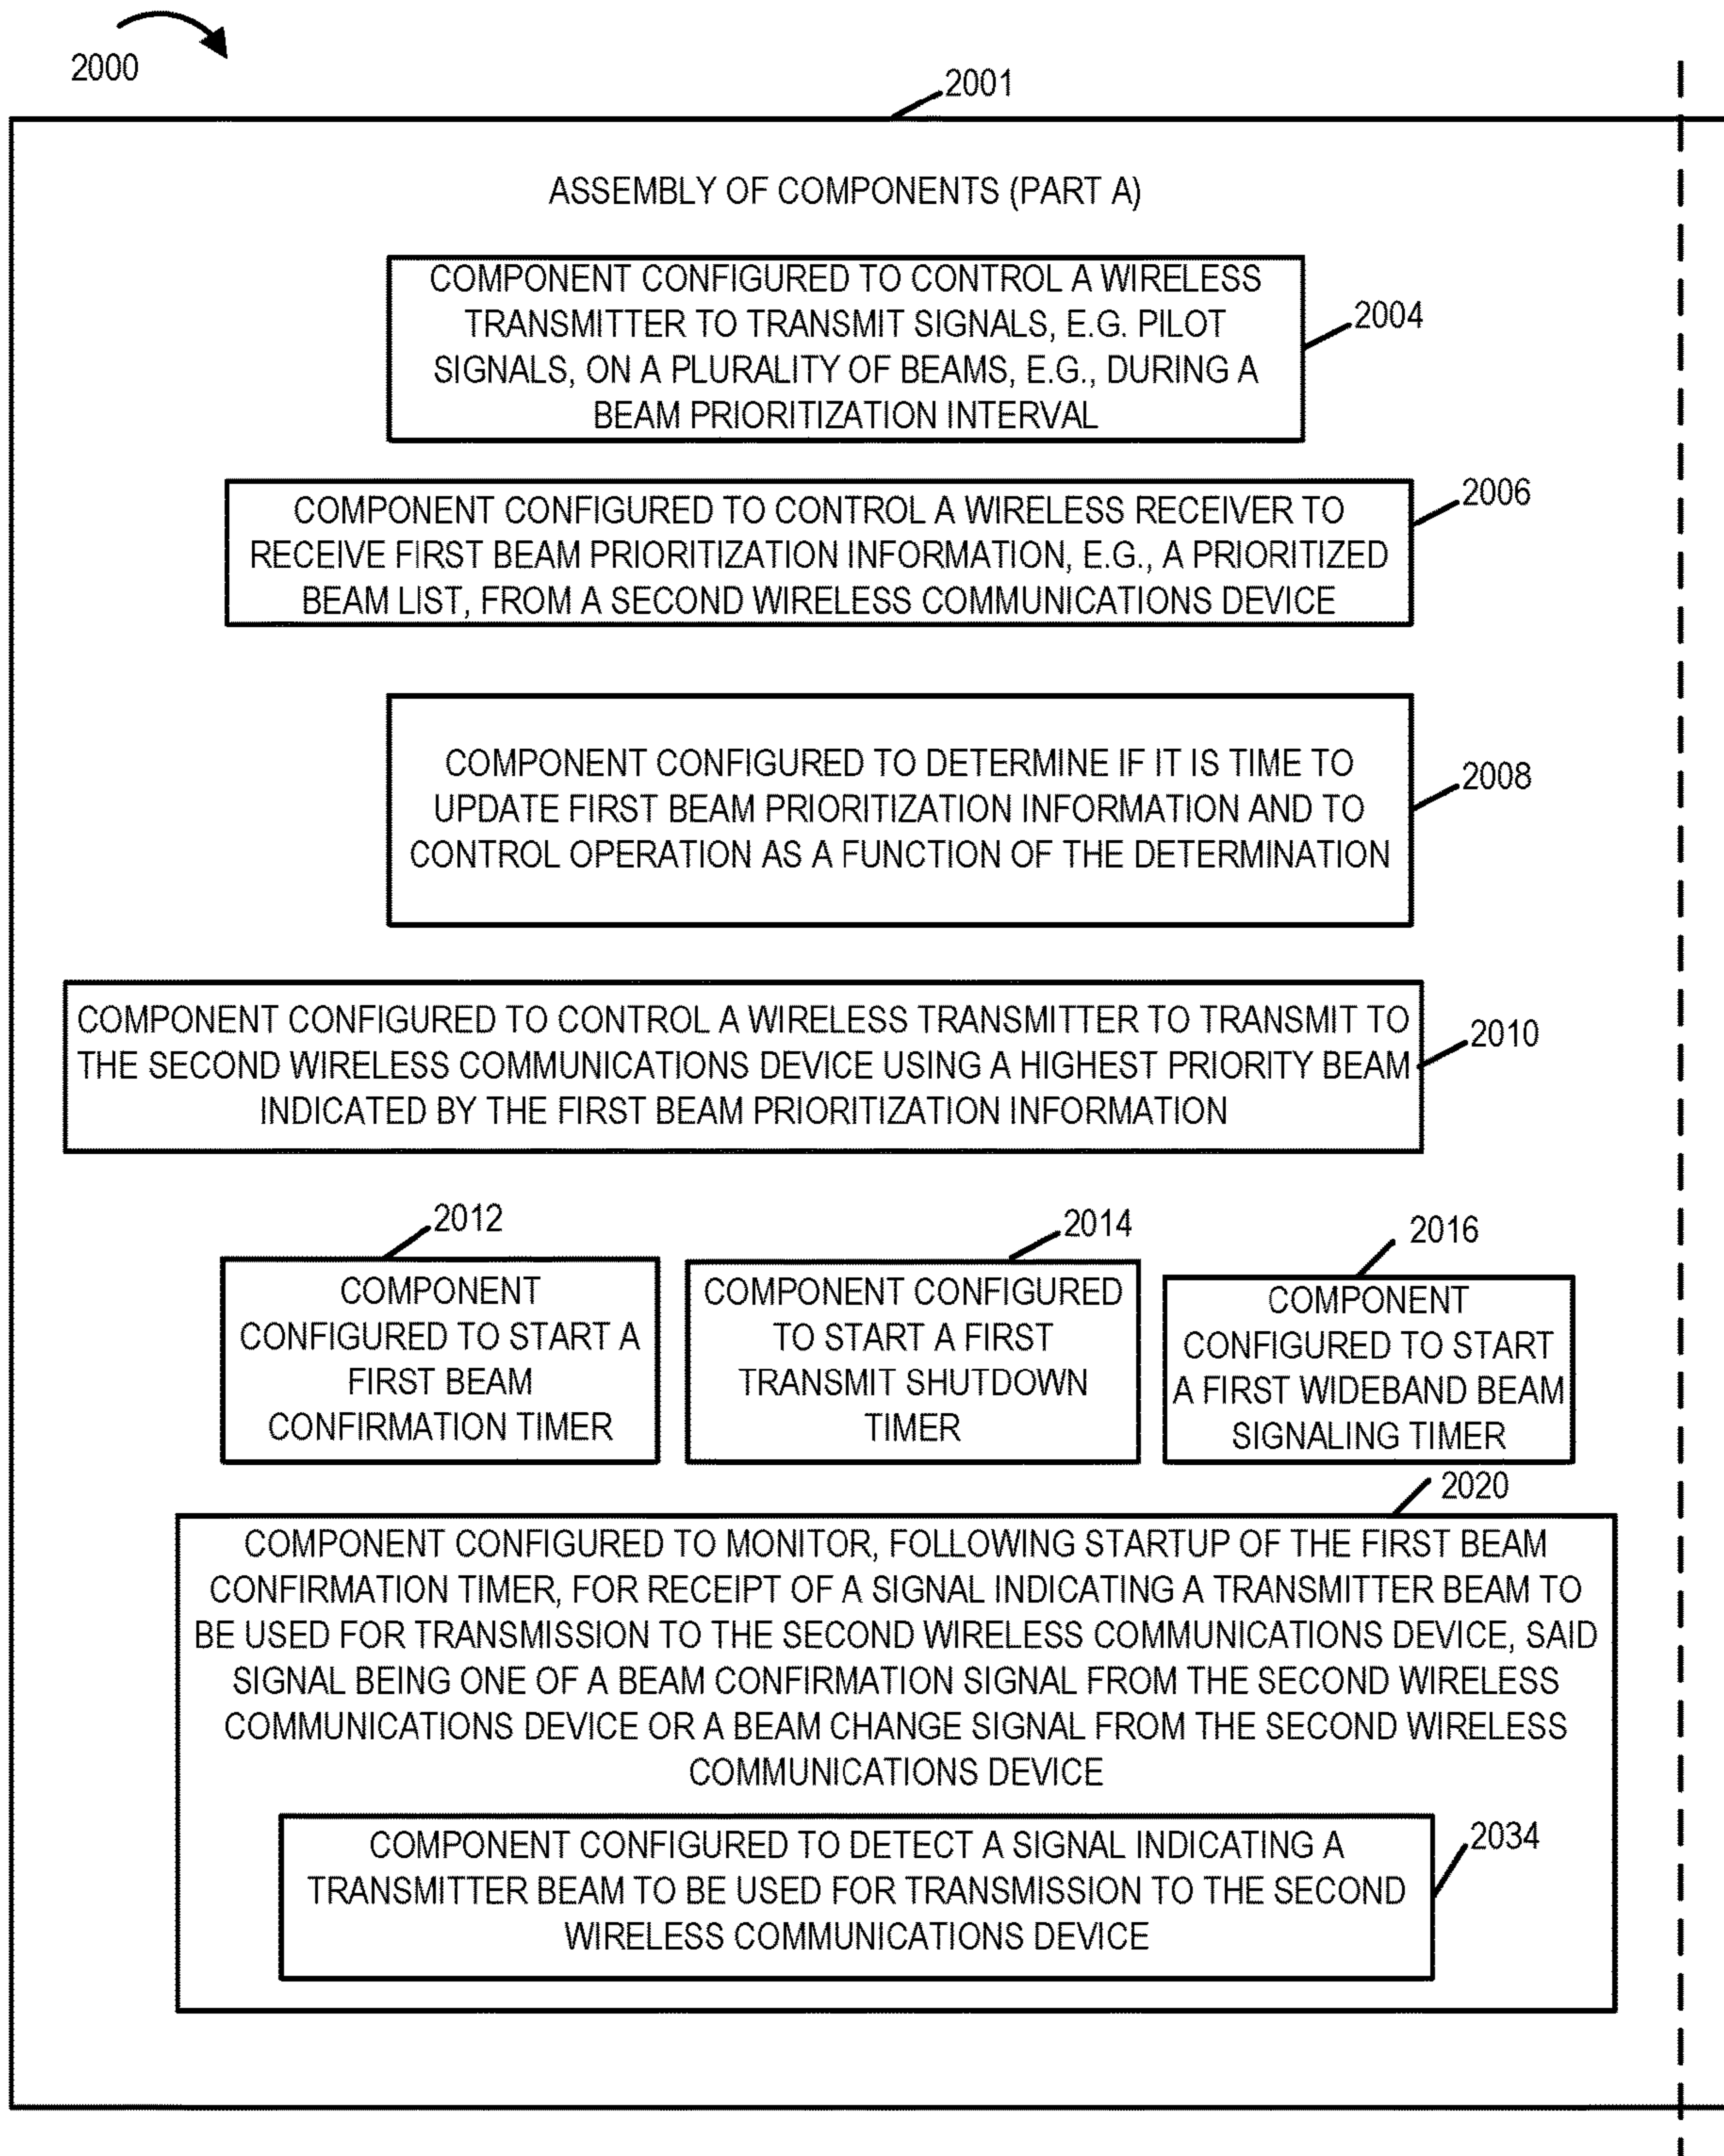 2000
2001
ASSEMBLY OF COMPONENTS (PART A)
COMPONENT CONFIGURED TO CONTROL A WIRELESS
TRANSMITTER TO TRANSMIT SIGNALS, E.G. PILOT
SIGNALS, ON A PLURALITY OF BEAMS, E.G., DURING A
BEAM PRIORITIZATION INTERVAL
2004
COMPONENT CONFIGURED TO CONTROL A WIRELESS RECEIVER TO
RECEIVE FIRST BEAM PRIORITIZATION INFORMATION, E.G., A PRIORITIZED
BEAM LIST, FROM A SECOND WIRELESS COMMUNICATIONS DEVICE
2006
COMPONENT CONFIGURED TO DETERMINE IF IT IS TIME TO
UPDATE FIRST BEAM PRIORITIZATION INFORMATION AND TO
CONTROL OPERATION AS A FUNCTION OF THE DETERMINATION
2008
COMPONENT CONFIGURED TO CONTROL A WIRELESS TRANSMITTER TO TRANSMIT TO
THE SECOND WIRELESS COMMUNICATIONS DEVICE USING A HIGHEST PRIORITY BEAM
INDICATED BY THE FIRST BEAM PRIORITIZATION INFORMATION
2010
2012
COMPONENT
CONFIGURED TO START A
FIRST BEAM
CONFIRMATION TIMER
2014
COMPONENT CONFIGURED
TO START A FIRST
TRANSMIT SHUTDOWN
TIMER
2016
COMPONENT
CONFIGURED TO START
A FIRST WIDEBAND BEAM
SIGNALING TIMER
2020
COMPONENT CONFIGURED TO MONITOR, FOLLOWING STARTUP OF THE FIRST BEAM
CONFIRMATION TIMER, FOR RECEIPT OF A SIGNAL INDICATING A TRANSMITTER BEAM TO
BE USED FOR TRANSMISSION TO THE SECOND WIRELESS COMMUNICATIONS DEVICE, SAID
SIGNAL BEING ONE OF A BEAM CONFIRMATION SIGNAL FROM THE SECOND WIRELESS
COMMUNICATIONS DEVICE OR A BEAM CHANGE SIGNAL FROM THE SECOND WIRELESS
COMMUNICATIONS DEVICE
COMPONENT CONFIGURED TO DETECT A SIGNAL INDICATING A
TRANSMITTER BEAM TO BE USED FOR TRANSMISSION TO THE SECOND
WIRELESS COMMUNICATIONS DEVICE
2034